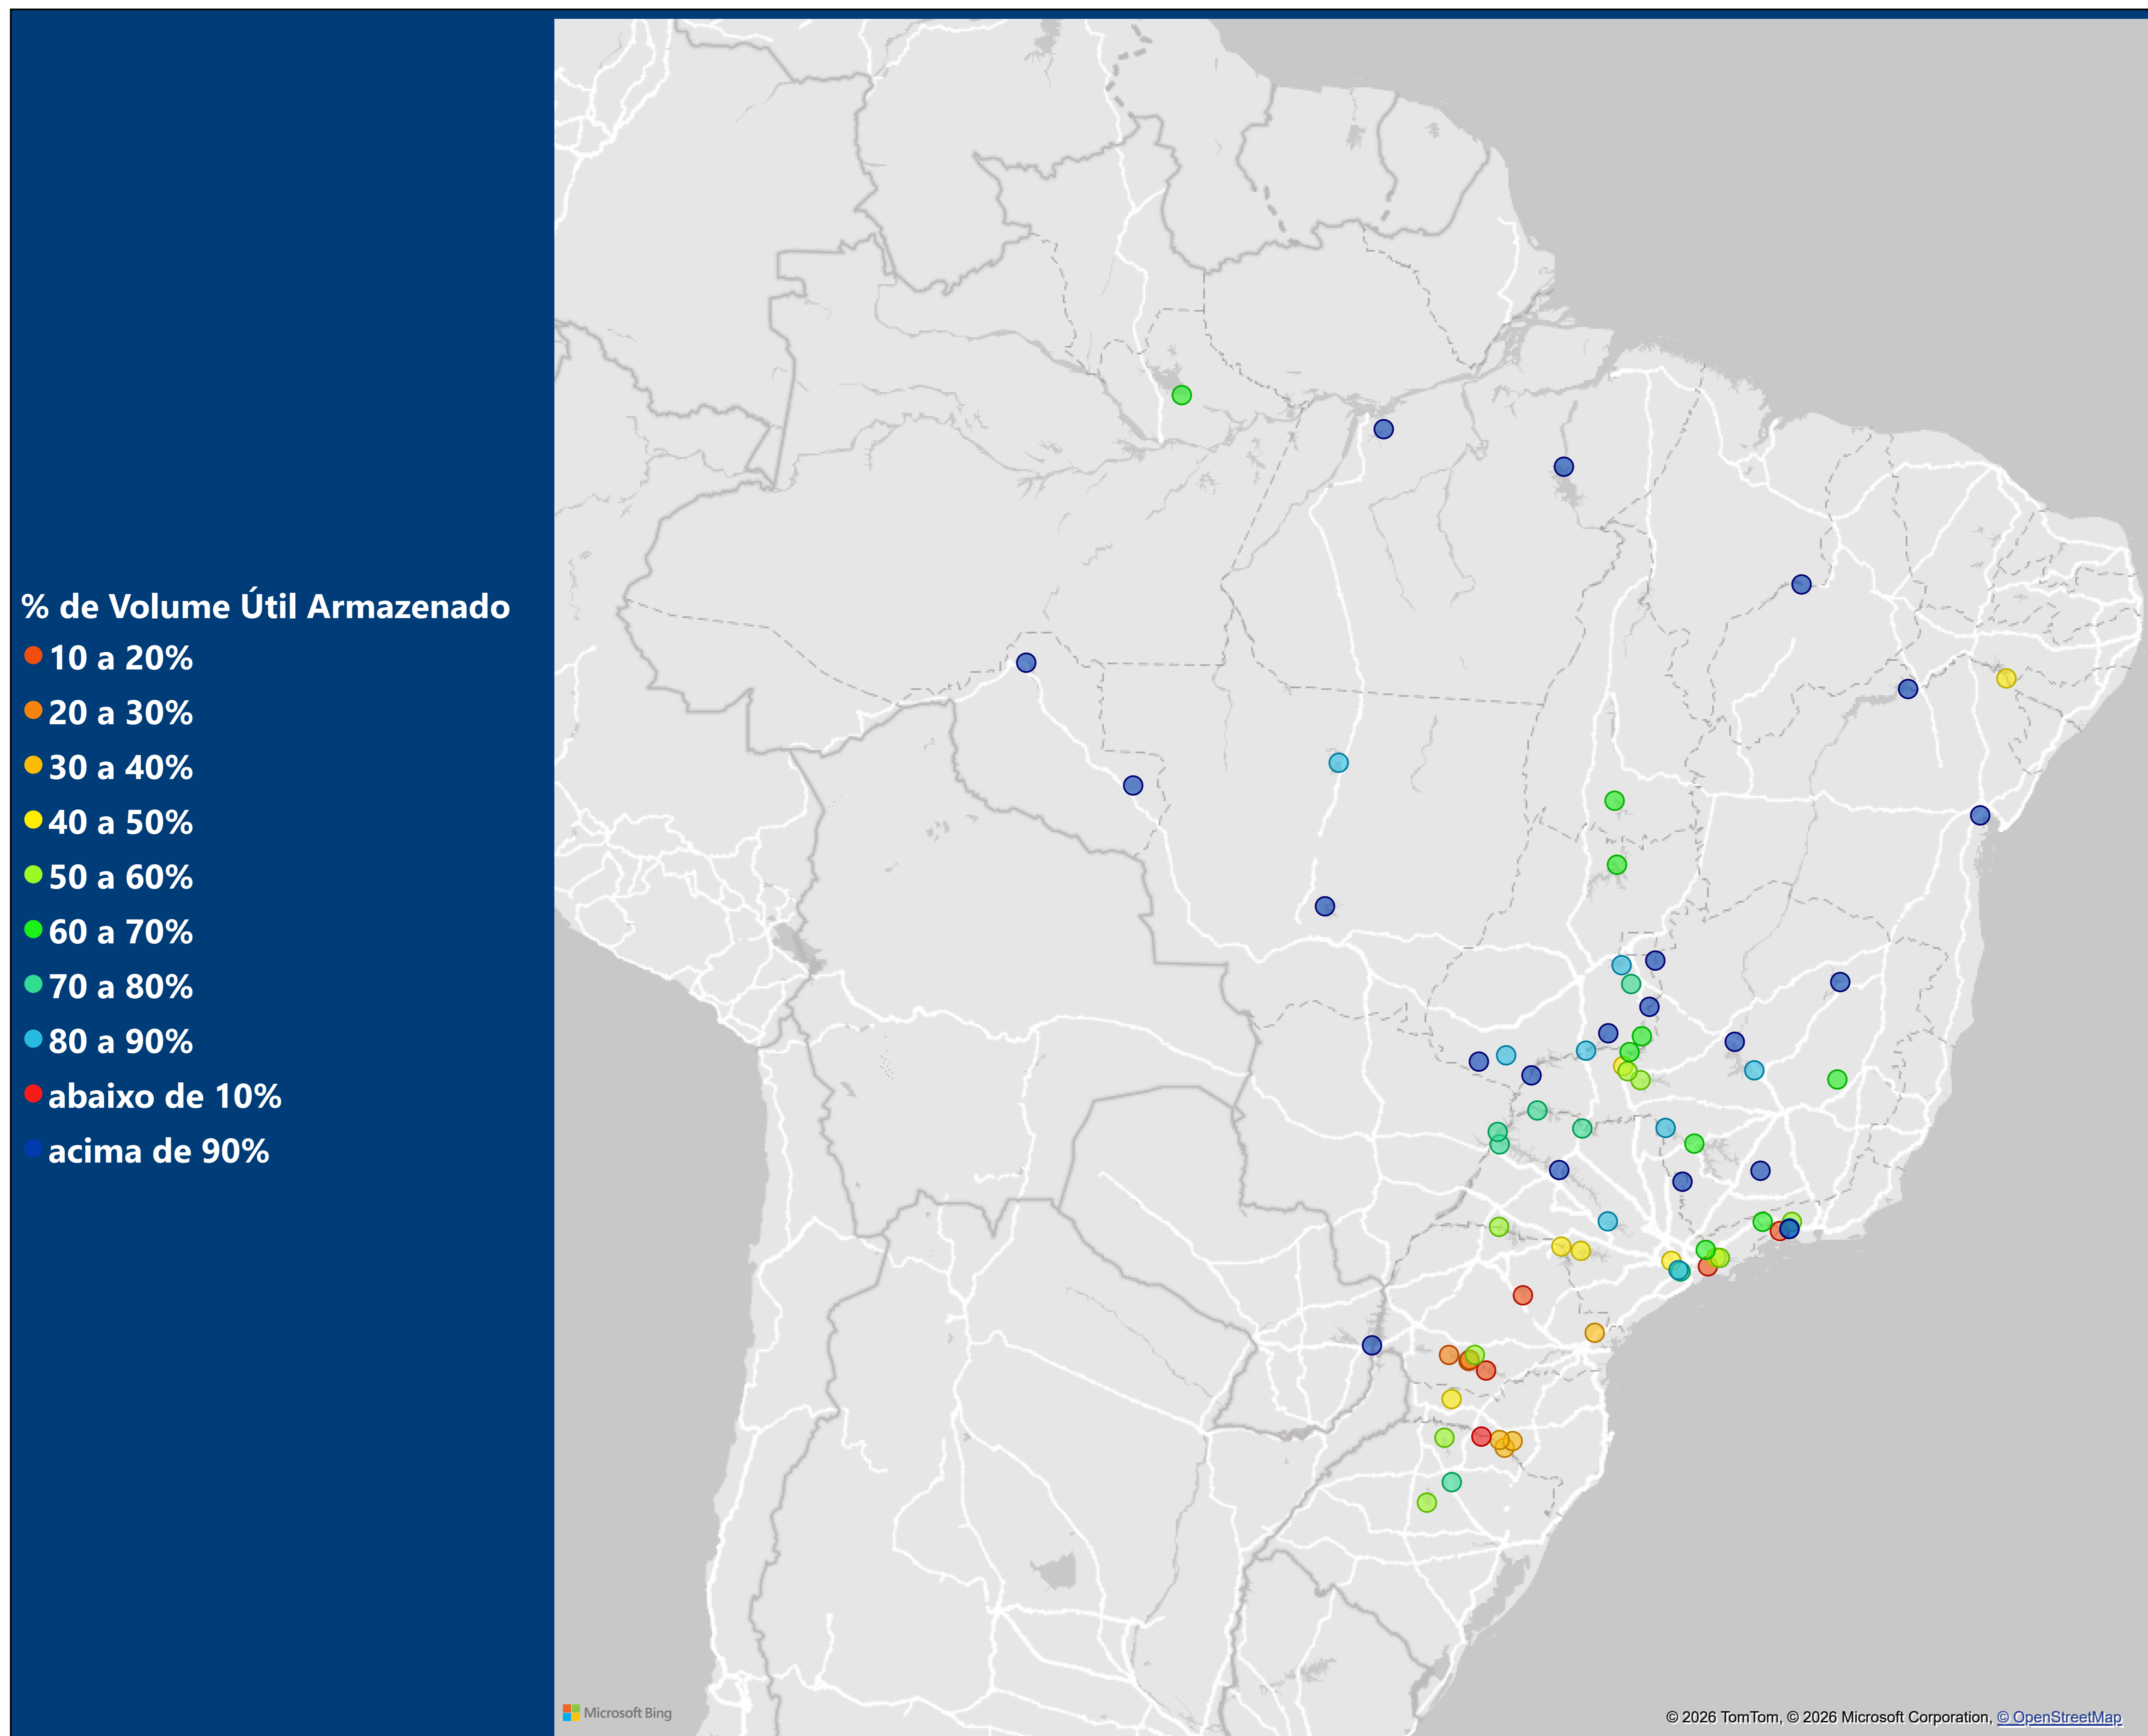 % de Volume Útil Armazenado
10 a 20%
20 a 30%
30 a 40%
40 a 50%
50 a 60%
60 a 70%
70 a 80%
80 a 90%
abaixo de 10%
acima de 90%
Microsoft Bing
© 2026 TomTom, © 2026 Microsoft Corporation, © OpenStreetMap